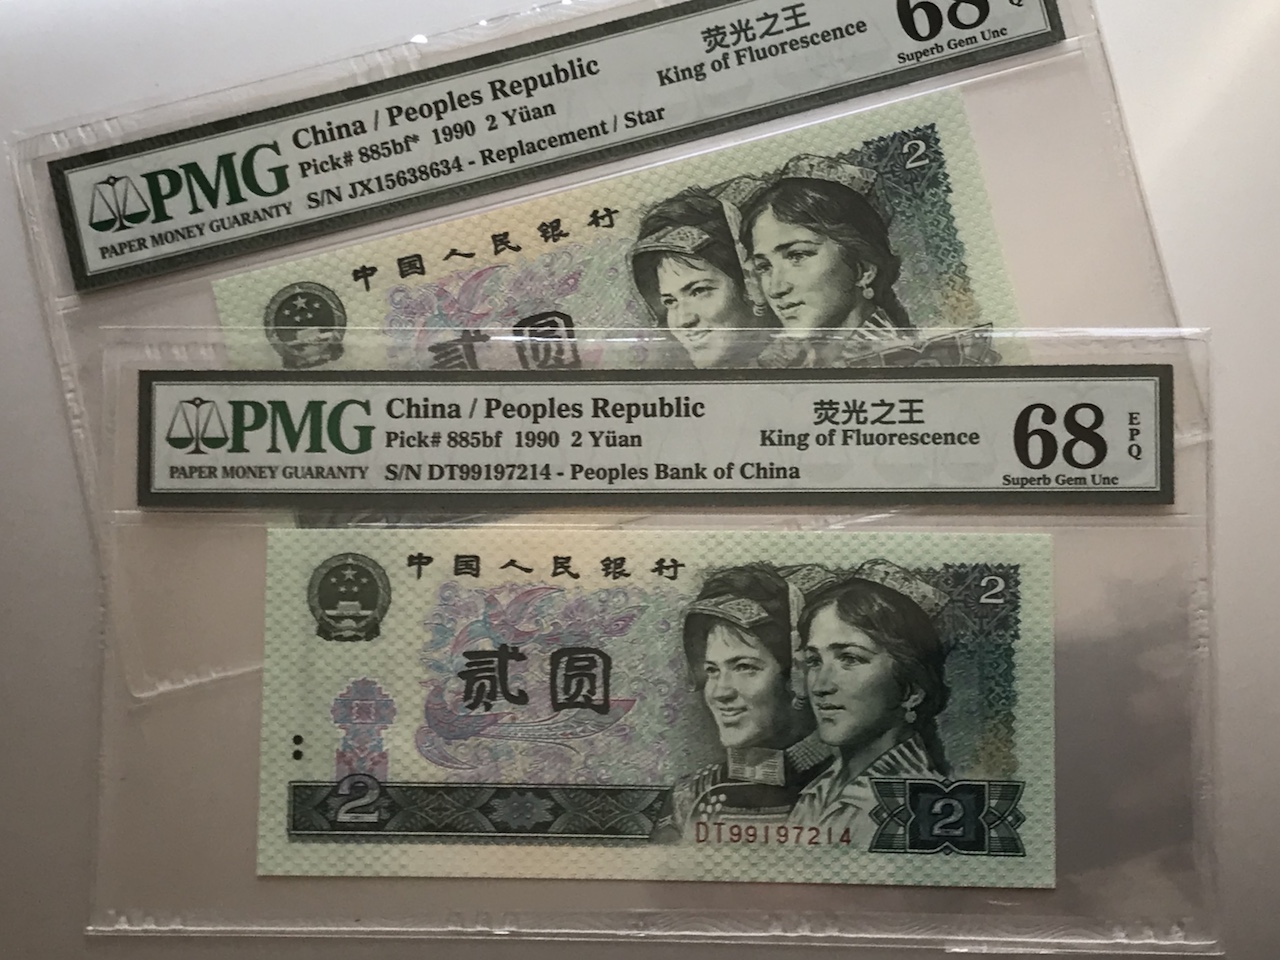 PMG
PAPER MONEY GUARANTY
China / Peoples Republic
Pick# 885bf* 1990 2 Yüan
S/N JX15638634 - Replacement / Star
荧光之王
King of Fluorescence
68
Q
Superb Gem Unc
中国人民银行
2
贰圆
PMG
PAPER MONEY GUARANTY
China / Peoples Republic
Pick# 885bf 1990 2 Yüan
S/N DT99197214 - Peoples Bank of China
荧光之王
King of Fluorescence
68
EPQ
Superb Gem Unc
中国人民银行
2
贰圆
2
DT99197214
2